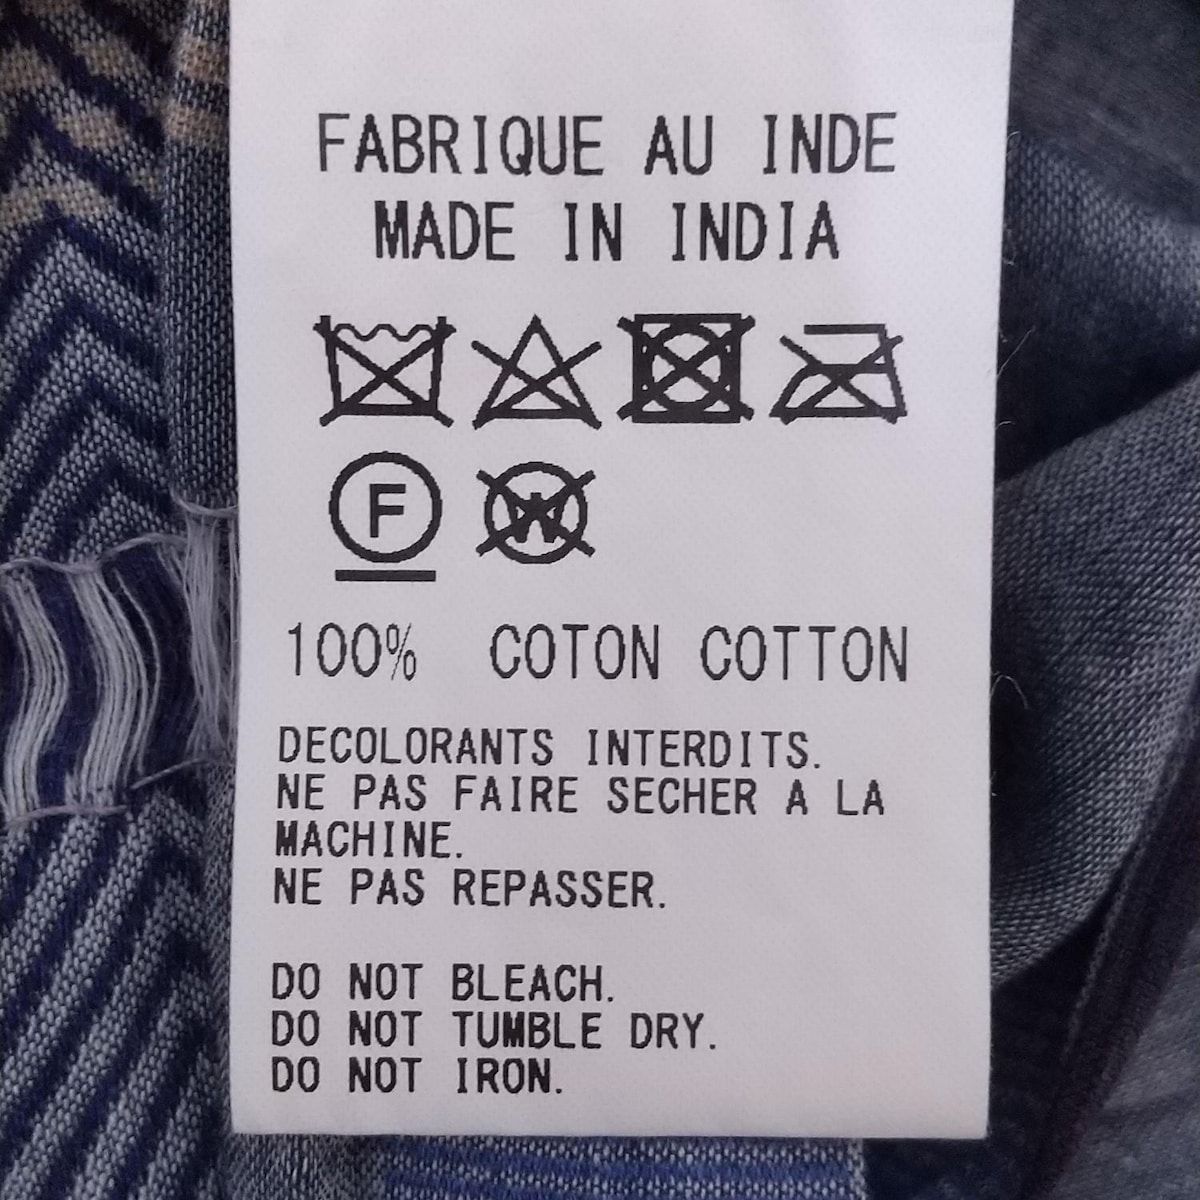 FABRIQUE AU INDE
MADE IN INDIA
F W
100% COTON COTTON
DECOLORANTS INTERDITS.
NE PAS FAIRE SECHER A LA
MACHINE.
NE PAS REPASSER.
DO NOT BLEACH.
DO NOT TUMBLE DRY.
DO NOT IRON.